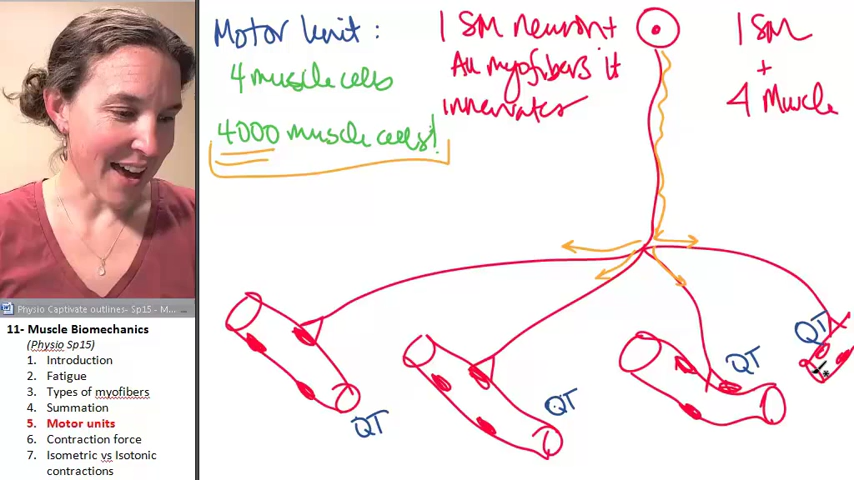 Motor Unit:
4 muscle cells
4000 muscle cells!
1 SM neuron +
All myofibers it
innervates
1 SM
+
4 Muscle
QT
QT
QT
QT
Physio Captivate outlines- Sp15 - M...
11- Muscle Biomechanics
(Physio Sp15)
1. Introduction
2. Fatigue
3. Types of myofibers
4. Summation
5. Motor units
6. Contraction force
7. Isometric vs Isotonic
contractions